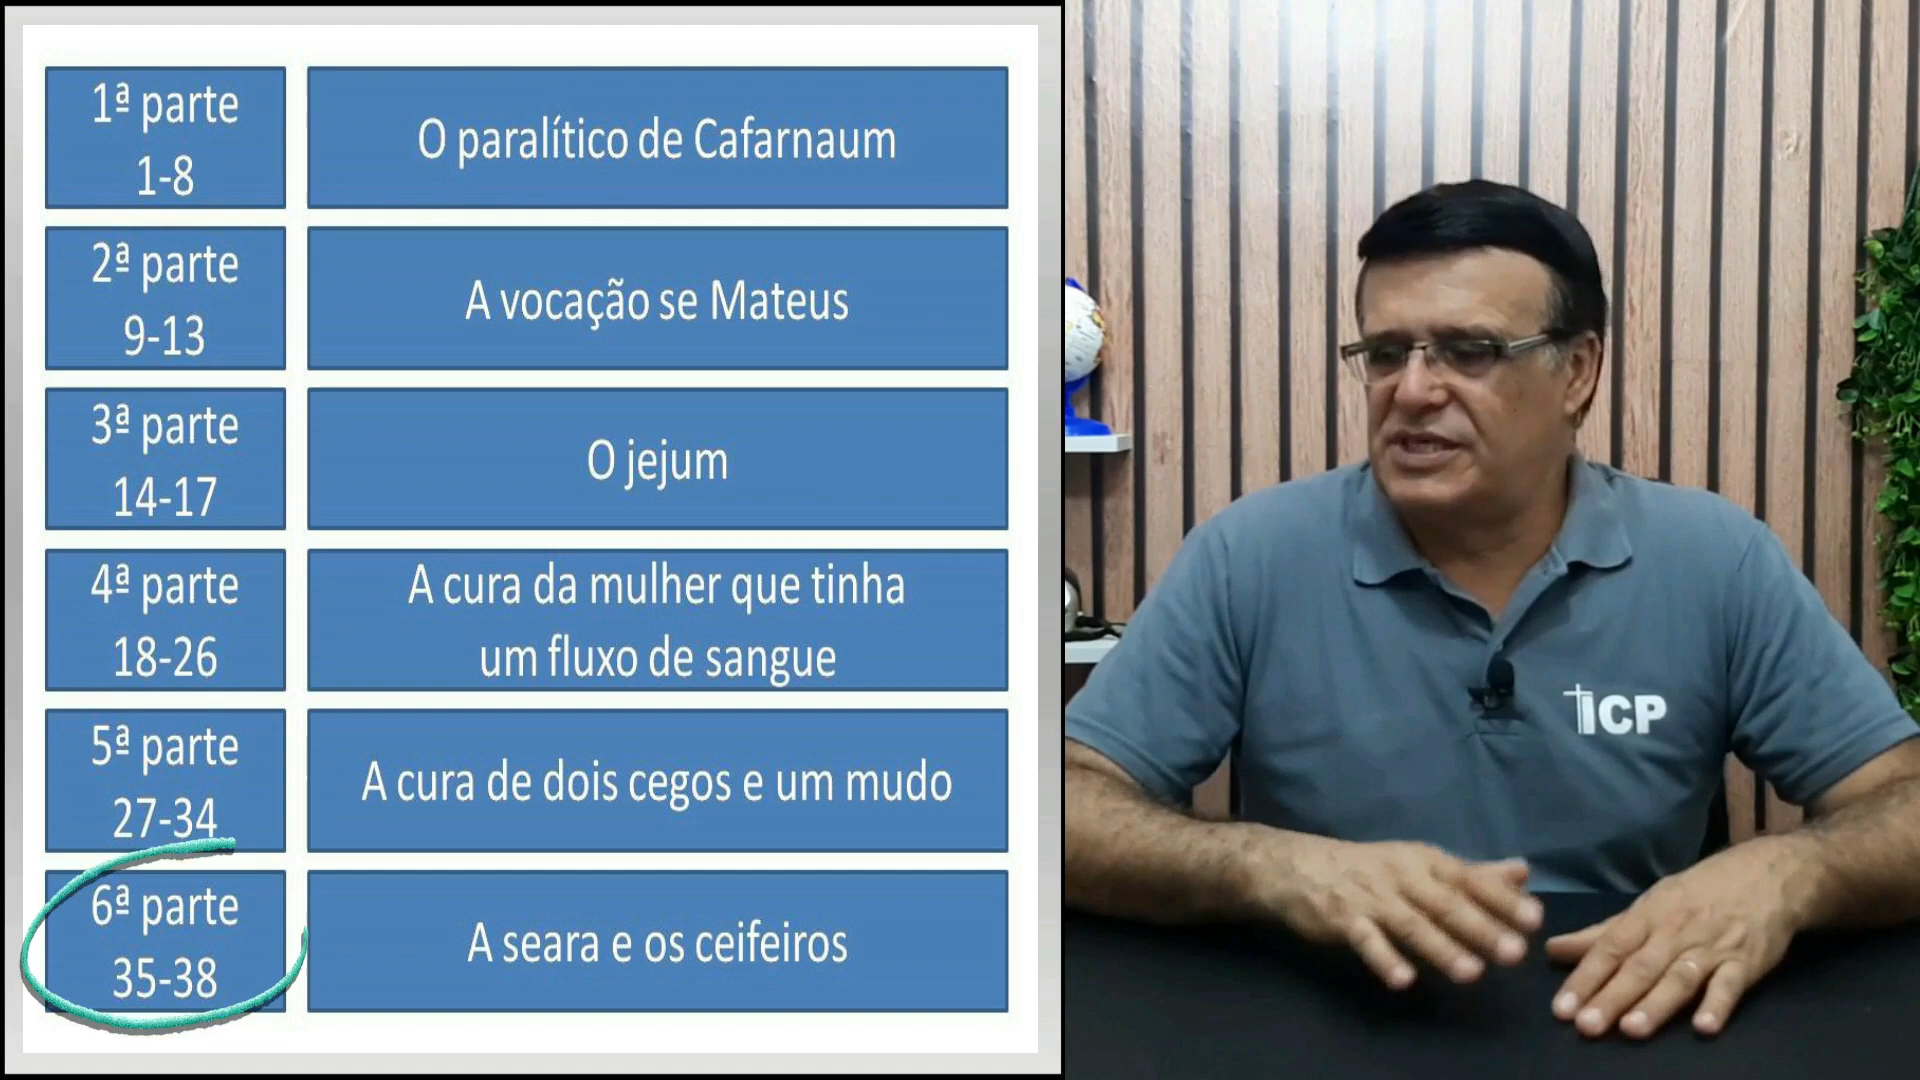 1ª parte
1-8
O paralítico de Cafarnaum
2ª parte
9-13
A vocação se Mateus
3ª parte
14-17
O jejum
4ª parte
18-26
A cura da mulher que tinha
um fluxo de sangue
5ª parte
27-34
A cura de dois cegos e um mudo
6ª parte
35-38
A seara e os ceifeiros
ICP